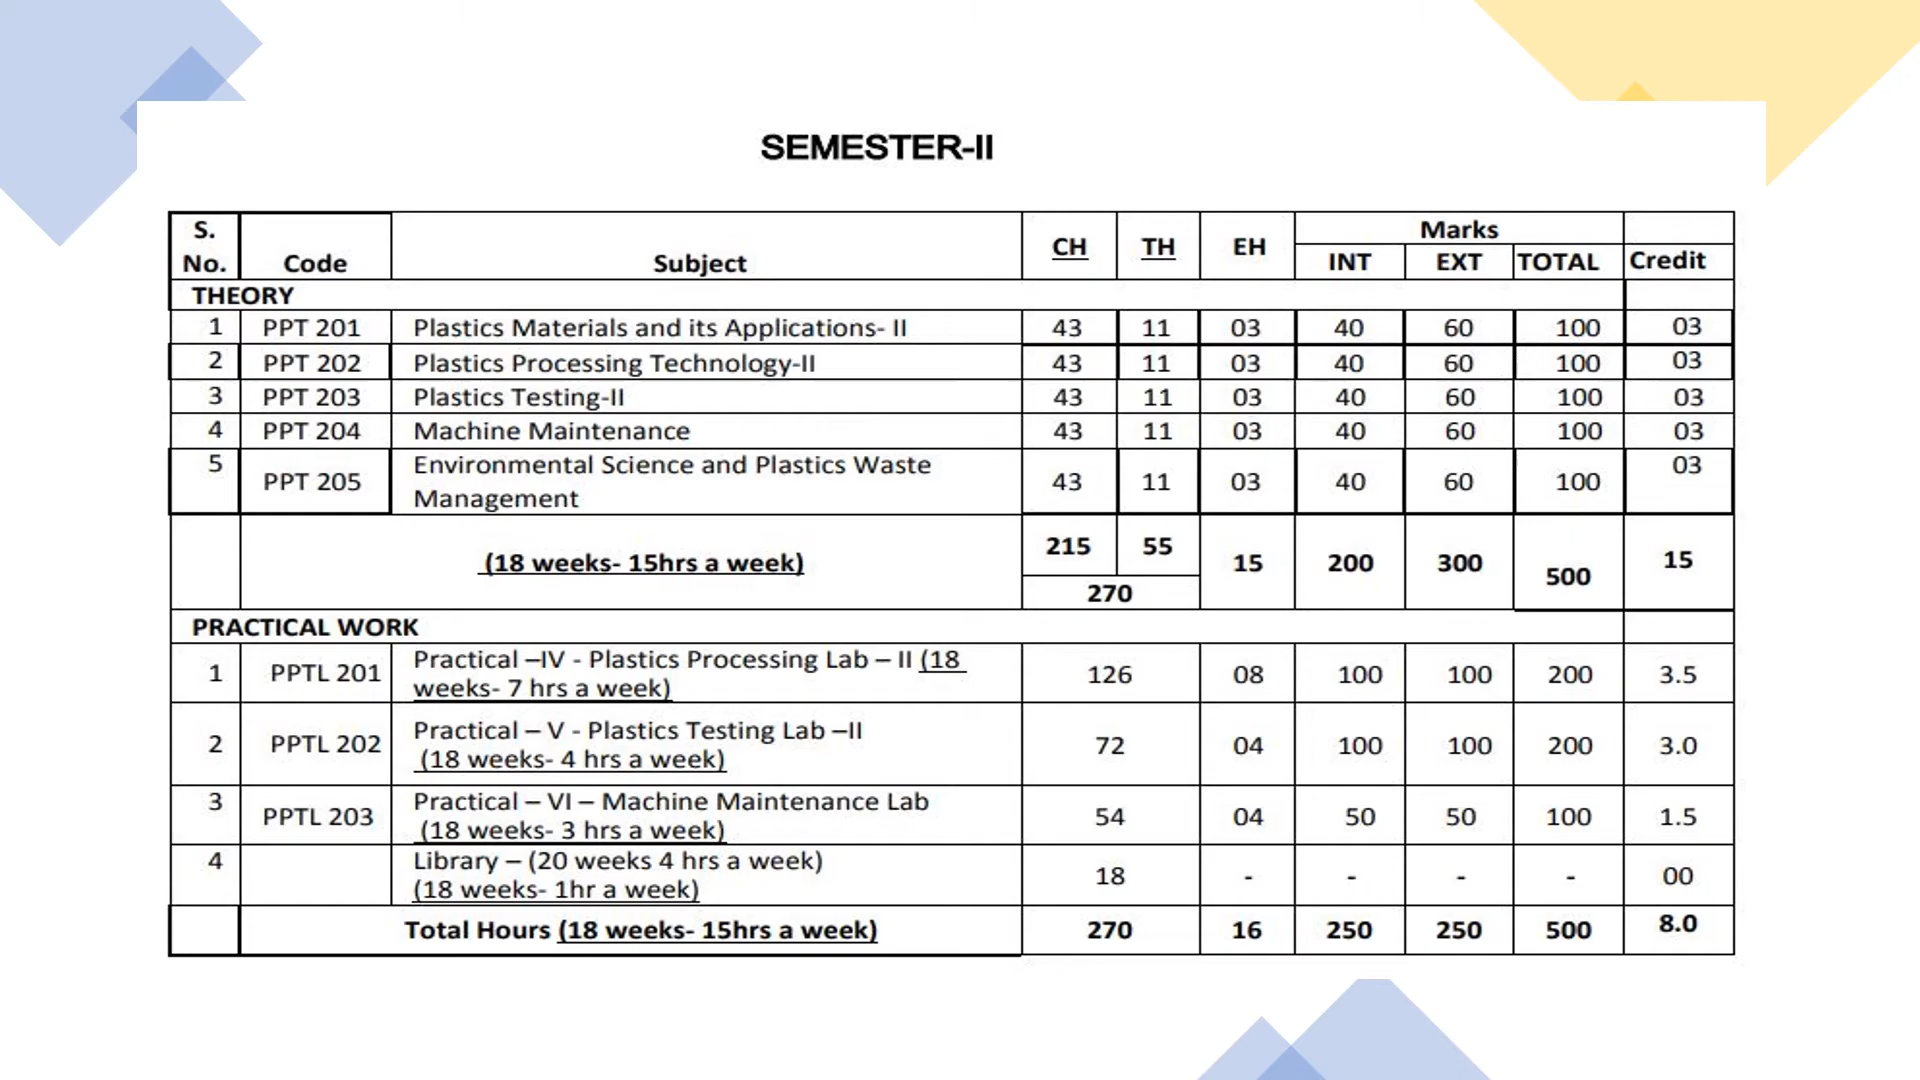 SEMESTER-II
S. No. Code Subject CH TH EH Marks INT EXT TOTAL Credit
THEORY
1 PPT 201 Plastics Materials and its Applications- II 43 11 03 40 60 100 03
2 PPT 202 Plastics Processing Technology-II 43 11 03 40 60 100 03
3 PPT 203 Plastics Testing-II 43 11 03 40 60 100 03
4 PPT 204 Machine Maintenance 43 11 03 40 60 100 03
5 PPT 205 Environmental Science and Plastics Waste
Management 43 11 03 40 60 100 03
(18 weeks- 15hrs a week) 215 55 15 200 300 500 15
270
PRACTICAL WORK
1 PPTL 201 Practical –IV - Plastics Processing Lab – II (18
weeks- 7 hrs a week) 126 08 100 100 200 3.5
2 PPTL 202 Practical – V - Plastics Testing Lab –II
(18 weeks- 4 hrs a week) 72 04 100 100 200 3.0
3 PPTL 203 Practical – VI – Machine Maintenance Lab
(18 weeks- 3 hrs a week) 54 04 50 50 100 1.5
4 Library – (20 weeks 4 hrs a week)
(18 weeks- 1hr a week) 18 - - - - 00
Total Hours (18 weeks- 15hrs a week) 270 16 250 250 500 8.0